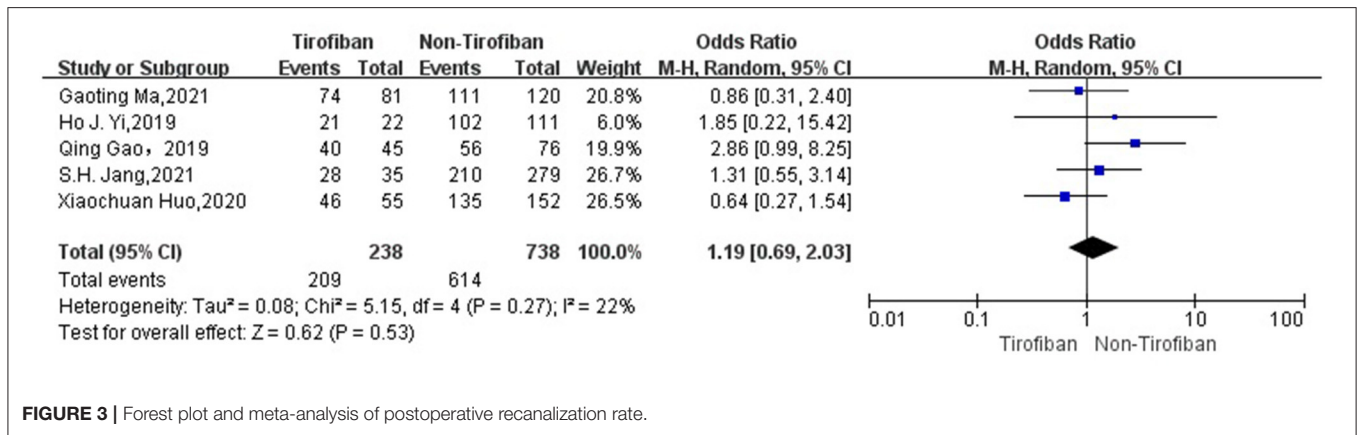 Tirofiban Non-Tirofiban Odds Ratio Odds Ratio
Study or Subgroup Events Total Events Total Weight M-H, Random, 95% CI M-H, Random, 95% CI
Gaoting Ma,2021 74 81 111 120 20.8% 0.86 [0.31, 2.40]
Ho J. Yi,2019 21 22 102 111 6.0% 1.85 [0.22, 15.42]
Qing Gao，2019 40 45 56 76 19.9% 2.86 [0.99, 8.25]
S.H. Jang,2021 28 35 210 279 26.7% 1.31 [0.55, 3.14]
Xiaochuan Huo,2020 46 55 135 152 26.5% 0.64 [0.27, 1.54]
Total (95% CI) 238 738 100.0% 1.19 [0.69, 2.03]
Total events 209 614
Heterogeneity: Tau² = 0.08; Chi² = 5.15, df = 4 (P = 0.27); I² = 22%
Test for overall effect: Z = 0.62 (P = 0.53)
0.01 0.1 1 10 100
Tirofiban Non-Tirofiban
FIGURE 3 | Forest plot and meta-analysis of postoperative recanalization rate.